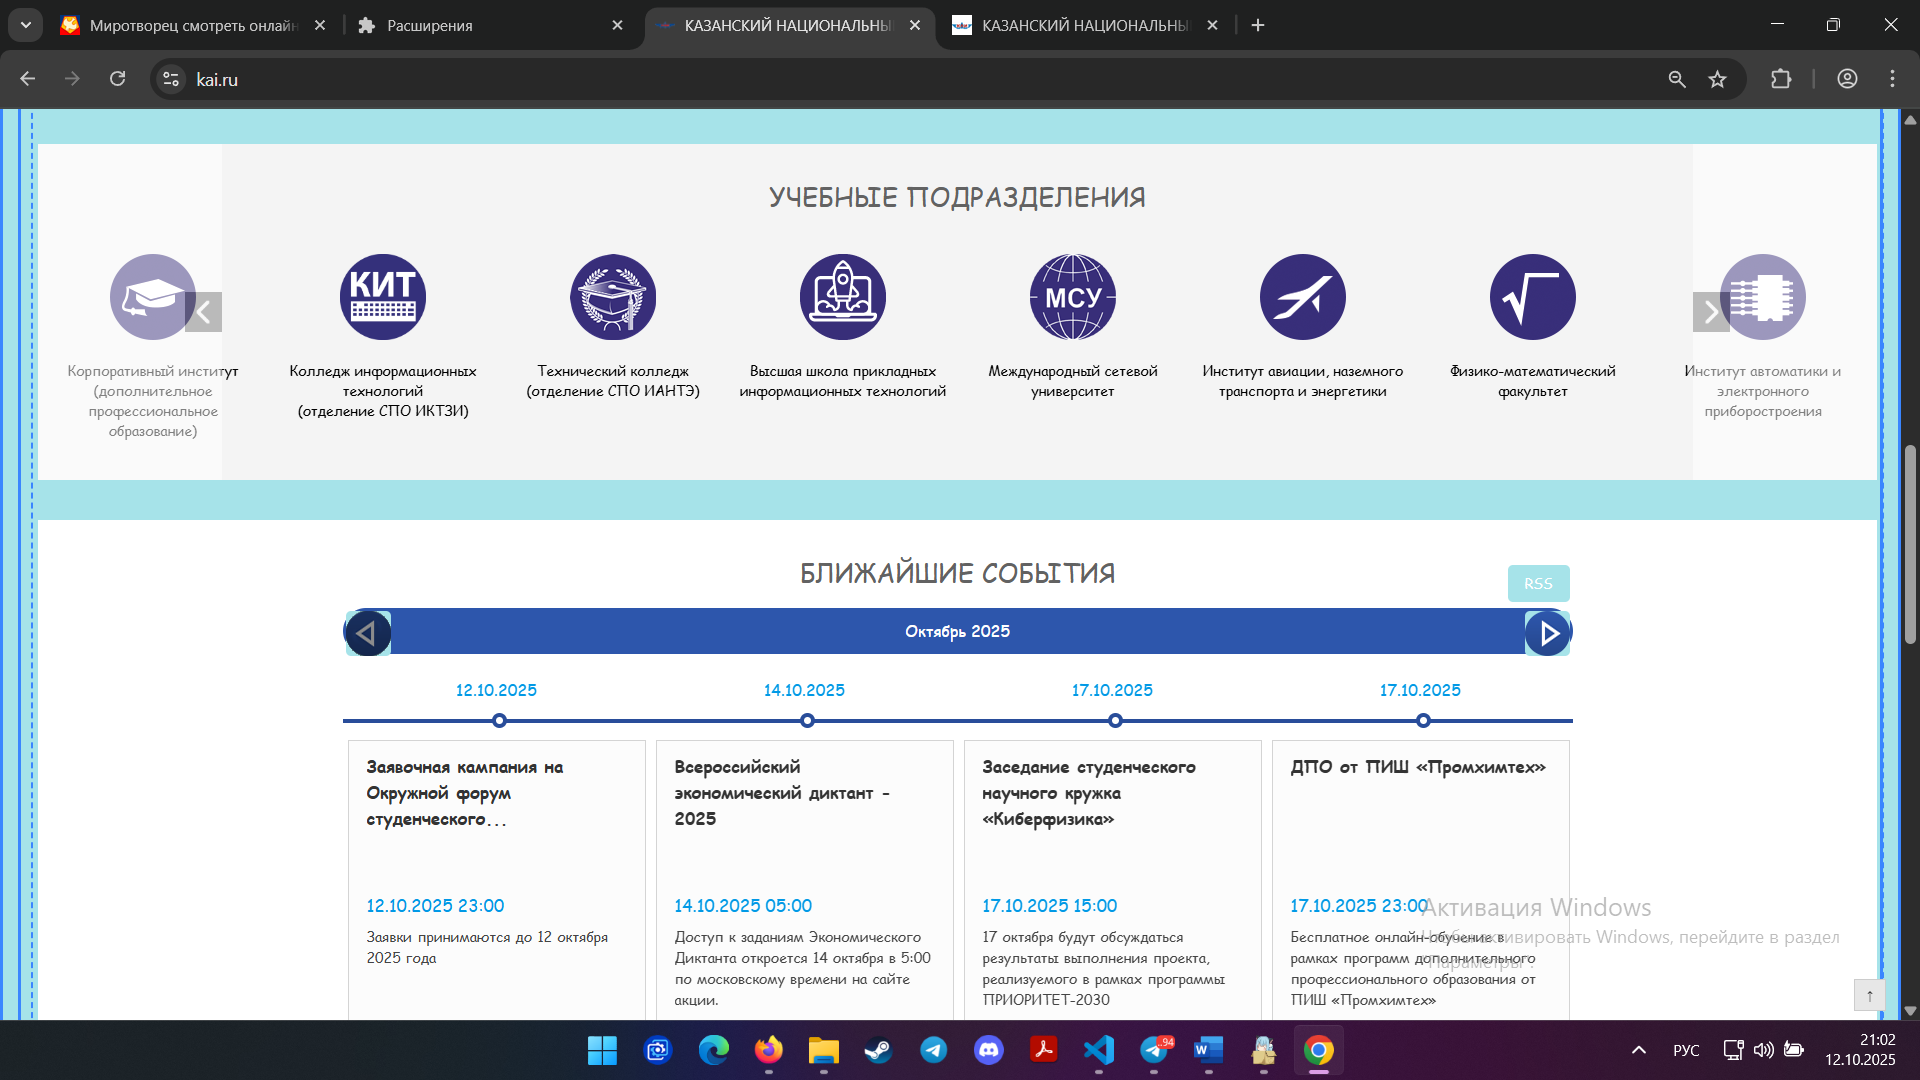 Миротворец смотреть онлайн
Расширения
КАЗАНСКИЙ НАЦИОНАЛЬНЫ
КАЗАНСКИЙ НАЦИОНАЛЬНЫ
kai.ru
УЧЕБНЫЕ ПОДРАЗДЕЛЕНИЯ
КИТ
МСУ
Корпоративный институт
(дополнительное
профессиональное
образование)
Колледж информационных
технологий
(отделение СПО ИКТЗИ)
Технический колледж
(отделение СПО ИАНТЭ)
Высшая школа прикладных
информационных технологий
Международный сетевой
университет
Институт авиации, наземного
транспорта и энергетики
Физико-математический
факультет
Институт автоматики и
электронного
приборостроения
БЛИЖАЙШИЕ СОБЫТИЯ
RSS
Октябрь 2025
12.10.2025
14.10.2025
17.10.2025
17.10.2025
Заявочная кампания на
Окружной форум
студенческого...
12.10.2025 23:00
Заявки принимаются до 12 октября
2025 года
Всероссийский
экономический диктант -
2025
14.10.2025 05:00
Доступ к заданиям Экономического
Диктанта откроется 14 октября в 5:00
по московскому времени на сайте
акции.
Заседание студенческого
научного кружка
«Киберфизика»
17.10.2025 15:00
17 октября будут обсуждаться
результаты выполнения проекта,
реализуемого в рамках программы
ПРИОРИТЕТ-2030
ДПО от ПИШ «Промхимтех»
17.10.2025 23:00
Бесплатное онлайн-обучение в
рамках программ дополнительного
профессионального образования от
ПИШ «Промхимтех»
Активация Windows
Чтобы активировать Windows, перейдите в раздел
"Параметры".
↑
94
РУС
21:02
12.10.2025